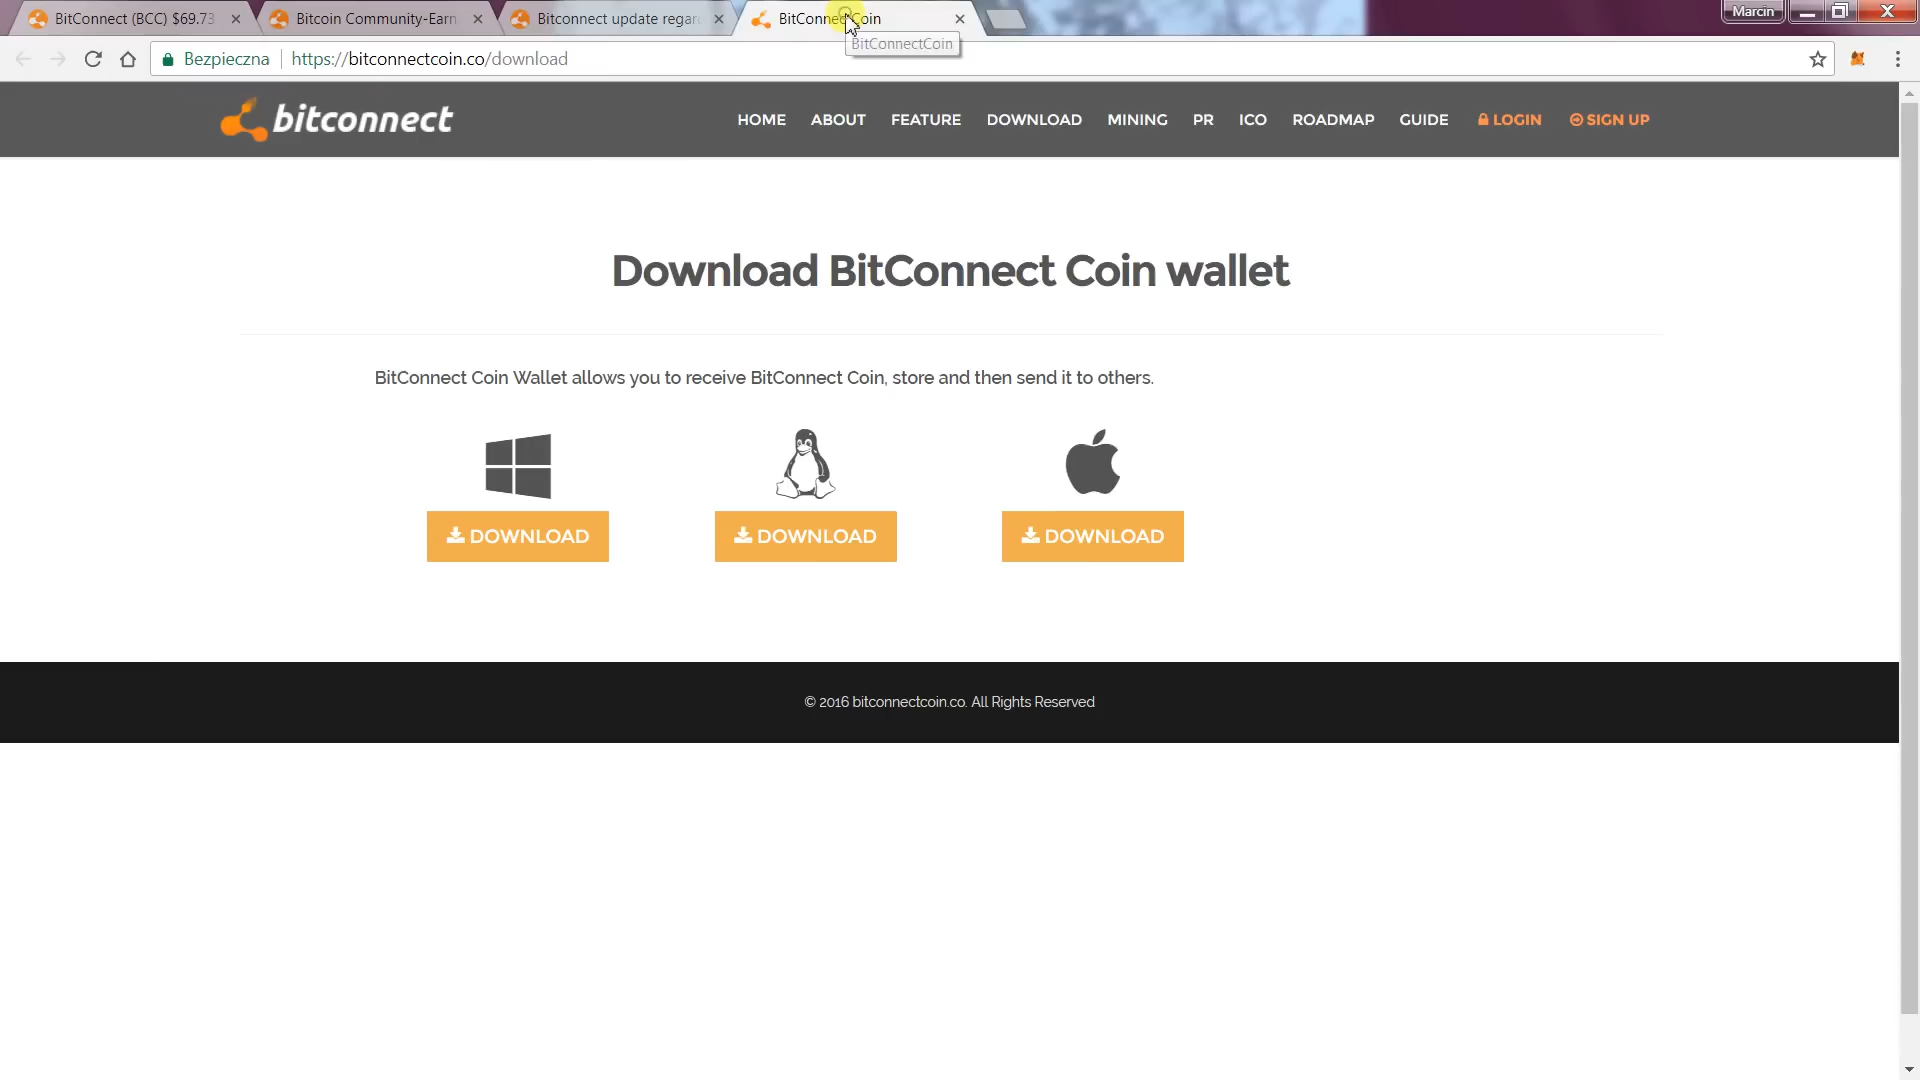 BitConnect (BCC) $69.73
Bitcoin Community-Earn
Bitconnect update regar
BitConnectCoin
Marcin
BitConnectCoin
Bezpieczna
https://bitconnectcoin.co/download
bitconnect
HOME ABOUT FEATURE DOWNLOAD MINING PR ICO ROADMAP GUIDE LOGIN SIGN UP
Download BitConnect Coin wallet
BitConnect Coin Wallet allows you to receive BitConnect Coin, store and then send it to others.
DOWNLOAD DOWNLOAD DOWNLOAD
© 2016 bitconnectcoin.co. All Rights Reserved